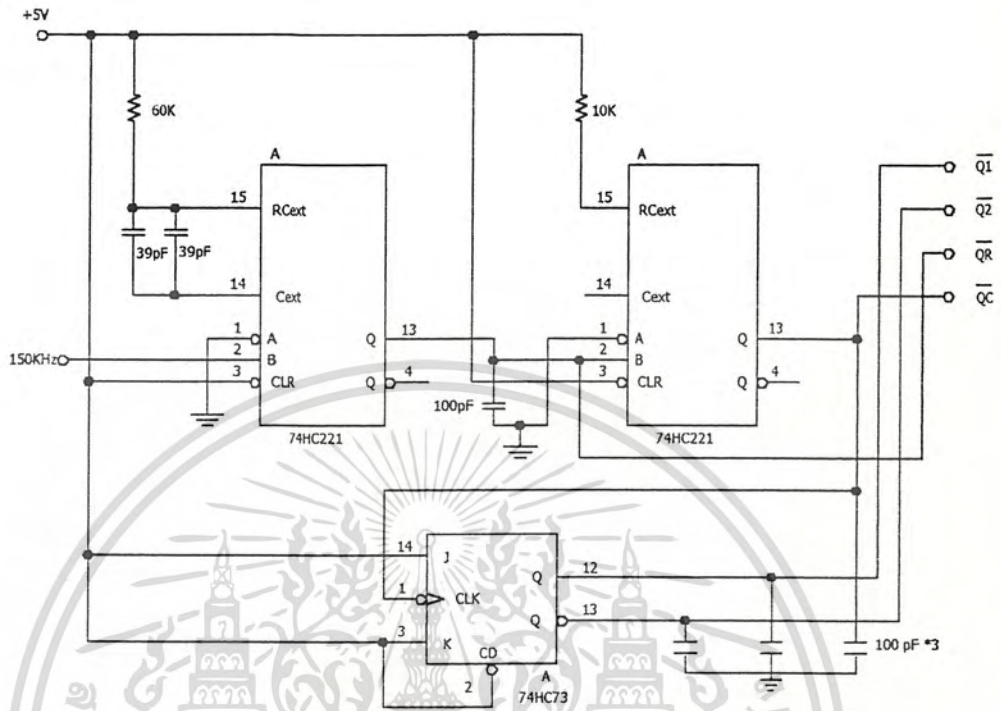 +5V
60K
10K
A
A
15
RCext
15
RCext
39pF
39pF
14
Cext
14
Cext
1
A
Q
13
1
A
Q
13
150KHz
2
B
2
B
3
CLR
Q
4
3
CLR
Q
4
100pF
74HC221
74HC221
Q1
Q2
QR
QC
14
J
Q
12
1
CLK
3
K
Q
13
CD
2
A
74HC73
100 pF *3